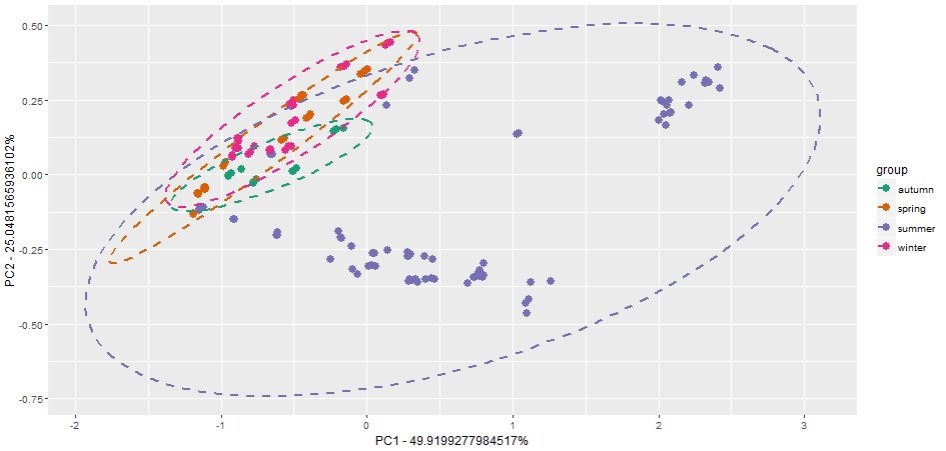 0.50
0.25
0.00
-0.25
-0.50
-0.75
PC2 - 25.0481565936102%
-2
-1
0
1
2
3
PC1 - 49.9199277984517%
group
autumn
spring
summer
winter